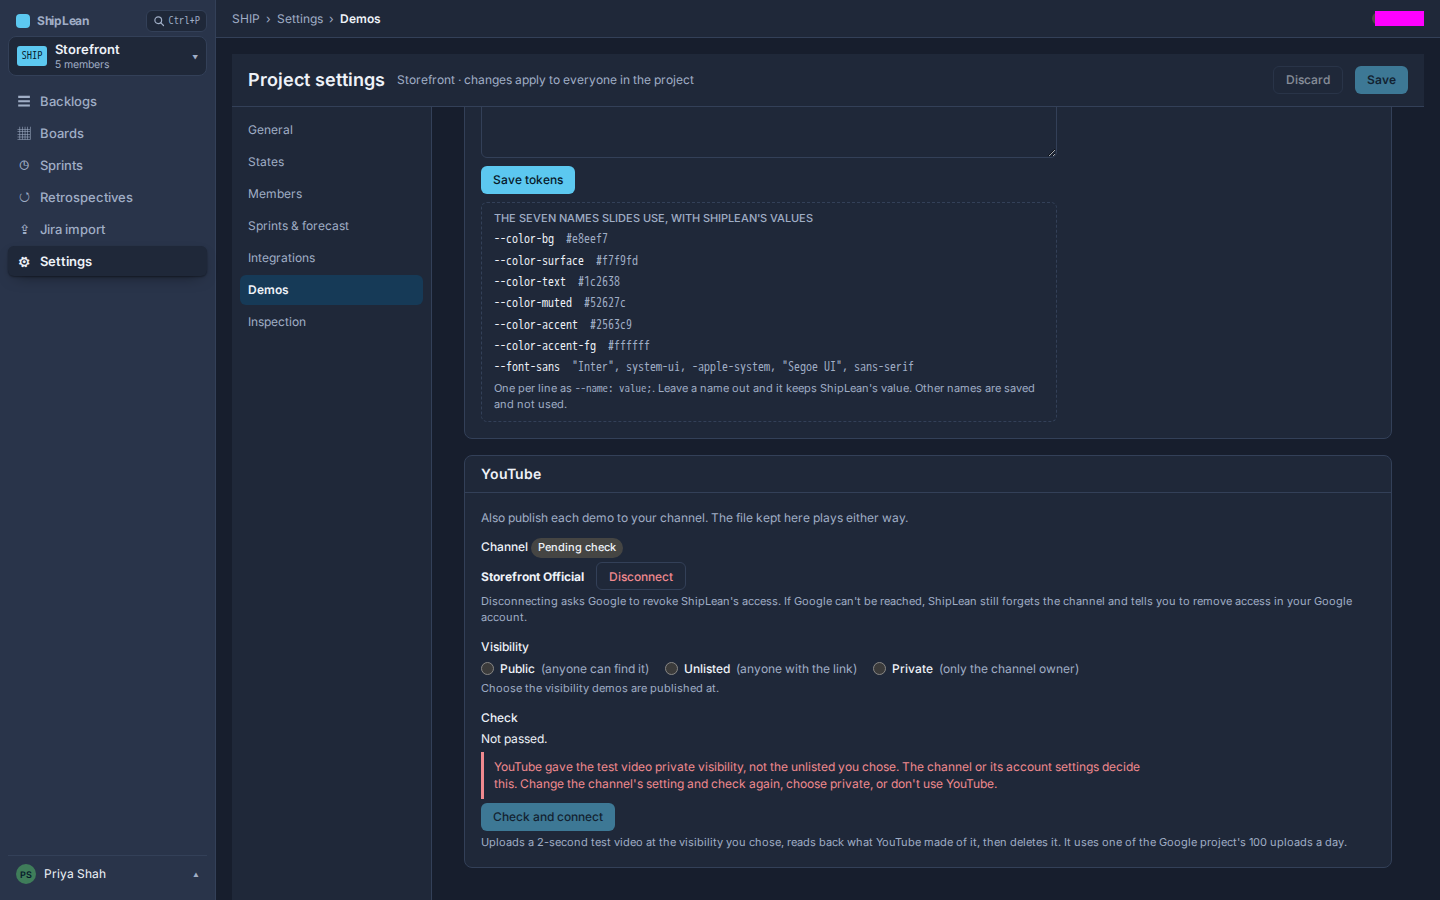 ShipLean
Ctrl+P
SHIP
Storefront
5 members
Backlogs
Boards
Sprints
Retrospectives
Jira import
Settings
PS
Priya Shah
SHIP › Settings › Demos
Project settings
Storefront · changes apply to everyone in the project
Discard
Save
General
States
Members
Sprints & forecast
Integrations
Demos
Inspection
Save tokens
THE SEVEN NAMES SLIDES USE, WITH SHIPLEAN'S VALUES
--color-bg #e8eef7
--color-surface #f7f9fd
--color-text #1c2638
--color-muted #52627c
--color-accent #2563c9
--color-accent-fg #ffffff
--font-sans "Inter", system-ui, -apple-system, "Segoe UI", sans-serif
One per line as --name: value;. Leave a name out and it keeps ShipLean's value. Other names are saved
and not used.
YouTube
Also publish each demo to your channel. The file kept here plays either way.
Channel Pending check
Storefront Official Disconnect
Disconnecting asks Google to revoke ShipLean's access. If Google can't be reached, ShipLean still forgets the channel and tells you to remove access in your Google
account.
Visibility
Public (anyone can find it) Unlisted (anyone with the link) Private (only the channel owner)
Choose the visibility demos are published at.
Check
Not passed.
YouTube gave the test video private visibility, not the unlisted you chose. The channel or its account settings decide
this. Change the channel's setting and check again, choose private, or don't use YouTube.
Check and connect
Uploads a 2-second test video at the visibility you chose, reads back what YouTube made of it, then deletes it. It uses one of the Google project's 100 uploads a day.